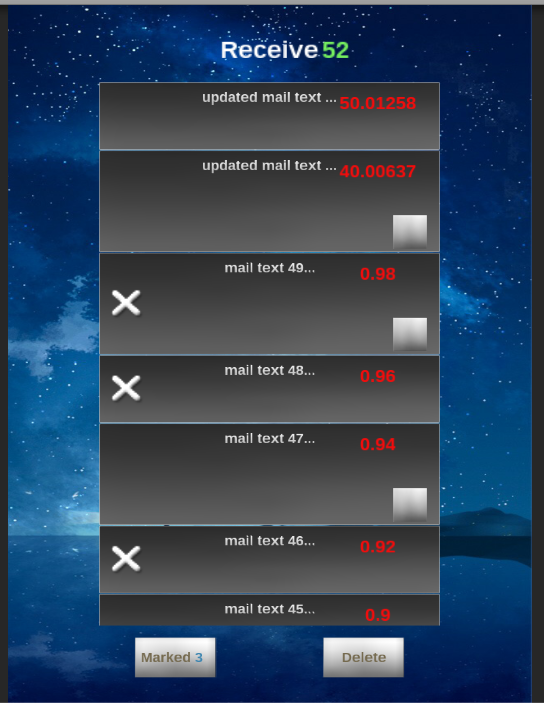 Receive 52
updated mail text ... 50.01258
updated mail text ... 40.00637
mail text 49... 0.98
mail text 48... 0.96
mail text 47... 0.94
mail text 46... 0.92
mail text 45... 0.9
Marked 3 Delete